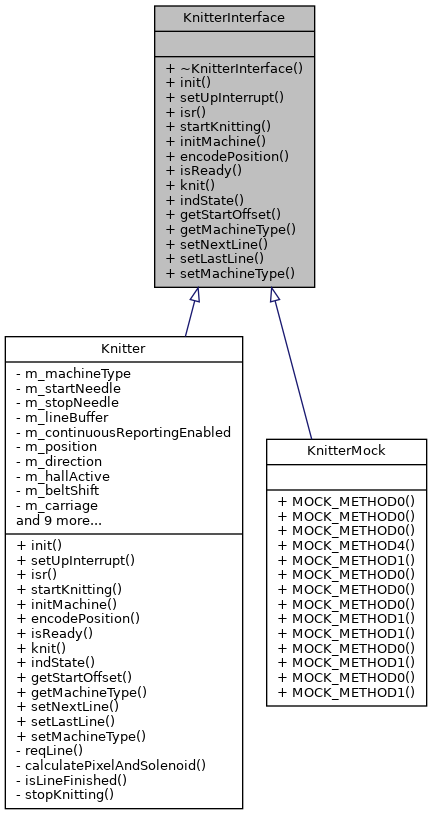 KnitterInterface
+ ~KnitterInterface()
+ init()
+ setUpInterrupt()
+ isr()
+ startKnitting()
+ initMachine()
+ encodePosition()
+ isReady()
+ knit()
+ indState()
+ getStartOffset()
+ getMachineType()
+ setNextLine()
+ setLastLine()
+ setMachineType()
Knitter
- m_machineType
- m_startNeedle
- m_stopNeedle
- m_lineBuffer
- m_continuousReportingEnabled
- m_position
- m_direction
- m_hallActive
- m_beltShift
- m_carriage
and 9 more...
+ init()
+ setUpInterrupt()
+ isr()
+ startKnitting()
+ initMachine()
+ encodePosition()
+ isReady()
+ knit()
+ indState()
+ getStartOffset()
+ getMachineType()
+ setNextLine()
+ setLastLine()
+ setMachineType()
- reqLine()
- calculatePixelAndSolenoid()
- isLineFinished()
- stopKnitting()
KnitterMock
+ MOCK_METHOD0()
+ MOCK_METHOD0()
+ MOCK_METHOD0()
+ MOCK_METHOD4()
+ MOCK_METHOD1()
+ MOCK_METHOD0()
+ MOCK_METHOD0()
+ MOCK_METHOD0()
+ MOCK_METHOD1()
+ MOCK_METHOD1()
+ MOCK_METHOD0()
+ MOCK_METHOD1()
+ MOCK_METHOD0()
+ MOCK_METHOD1()